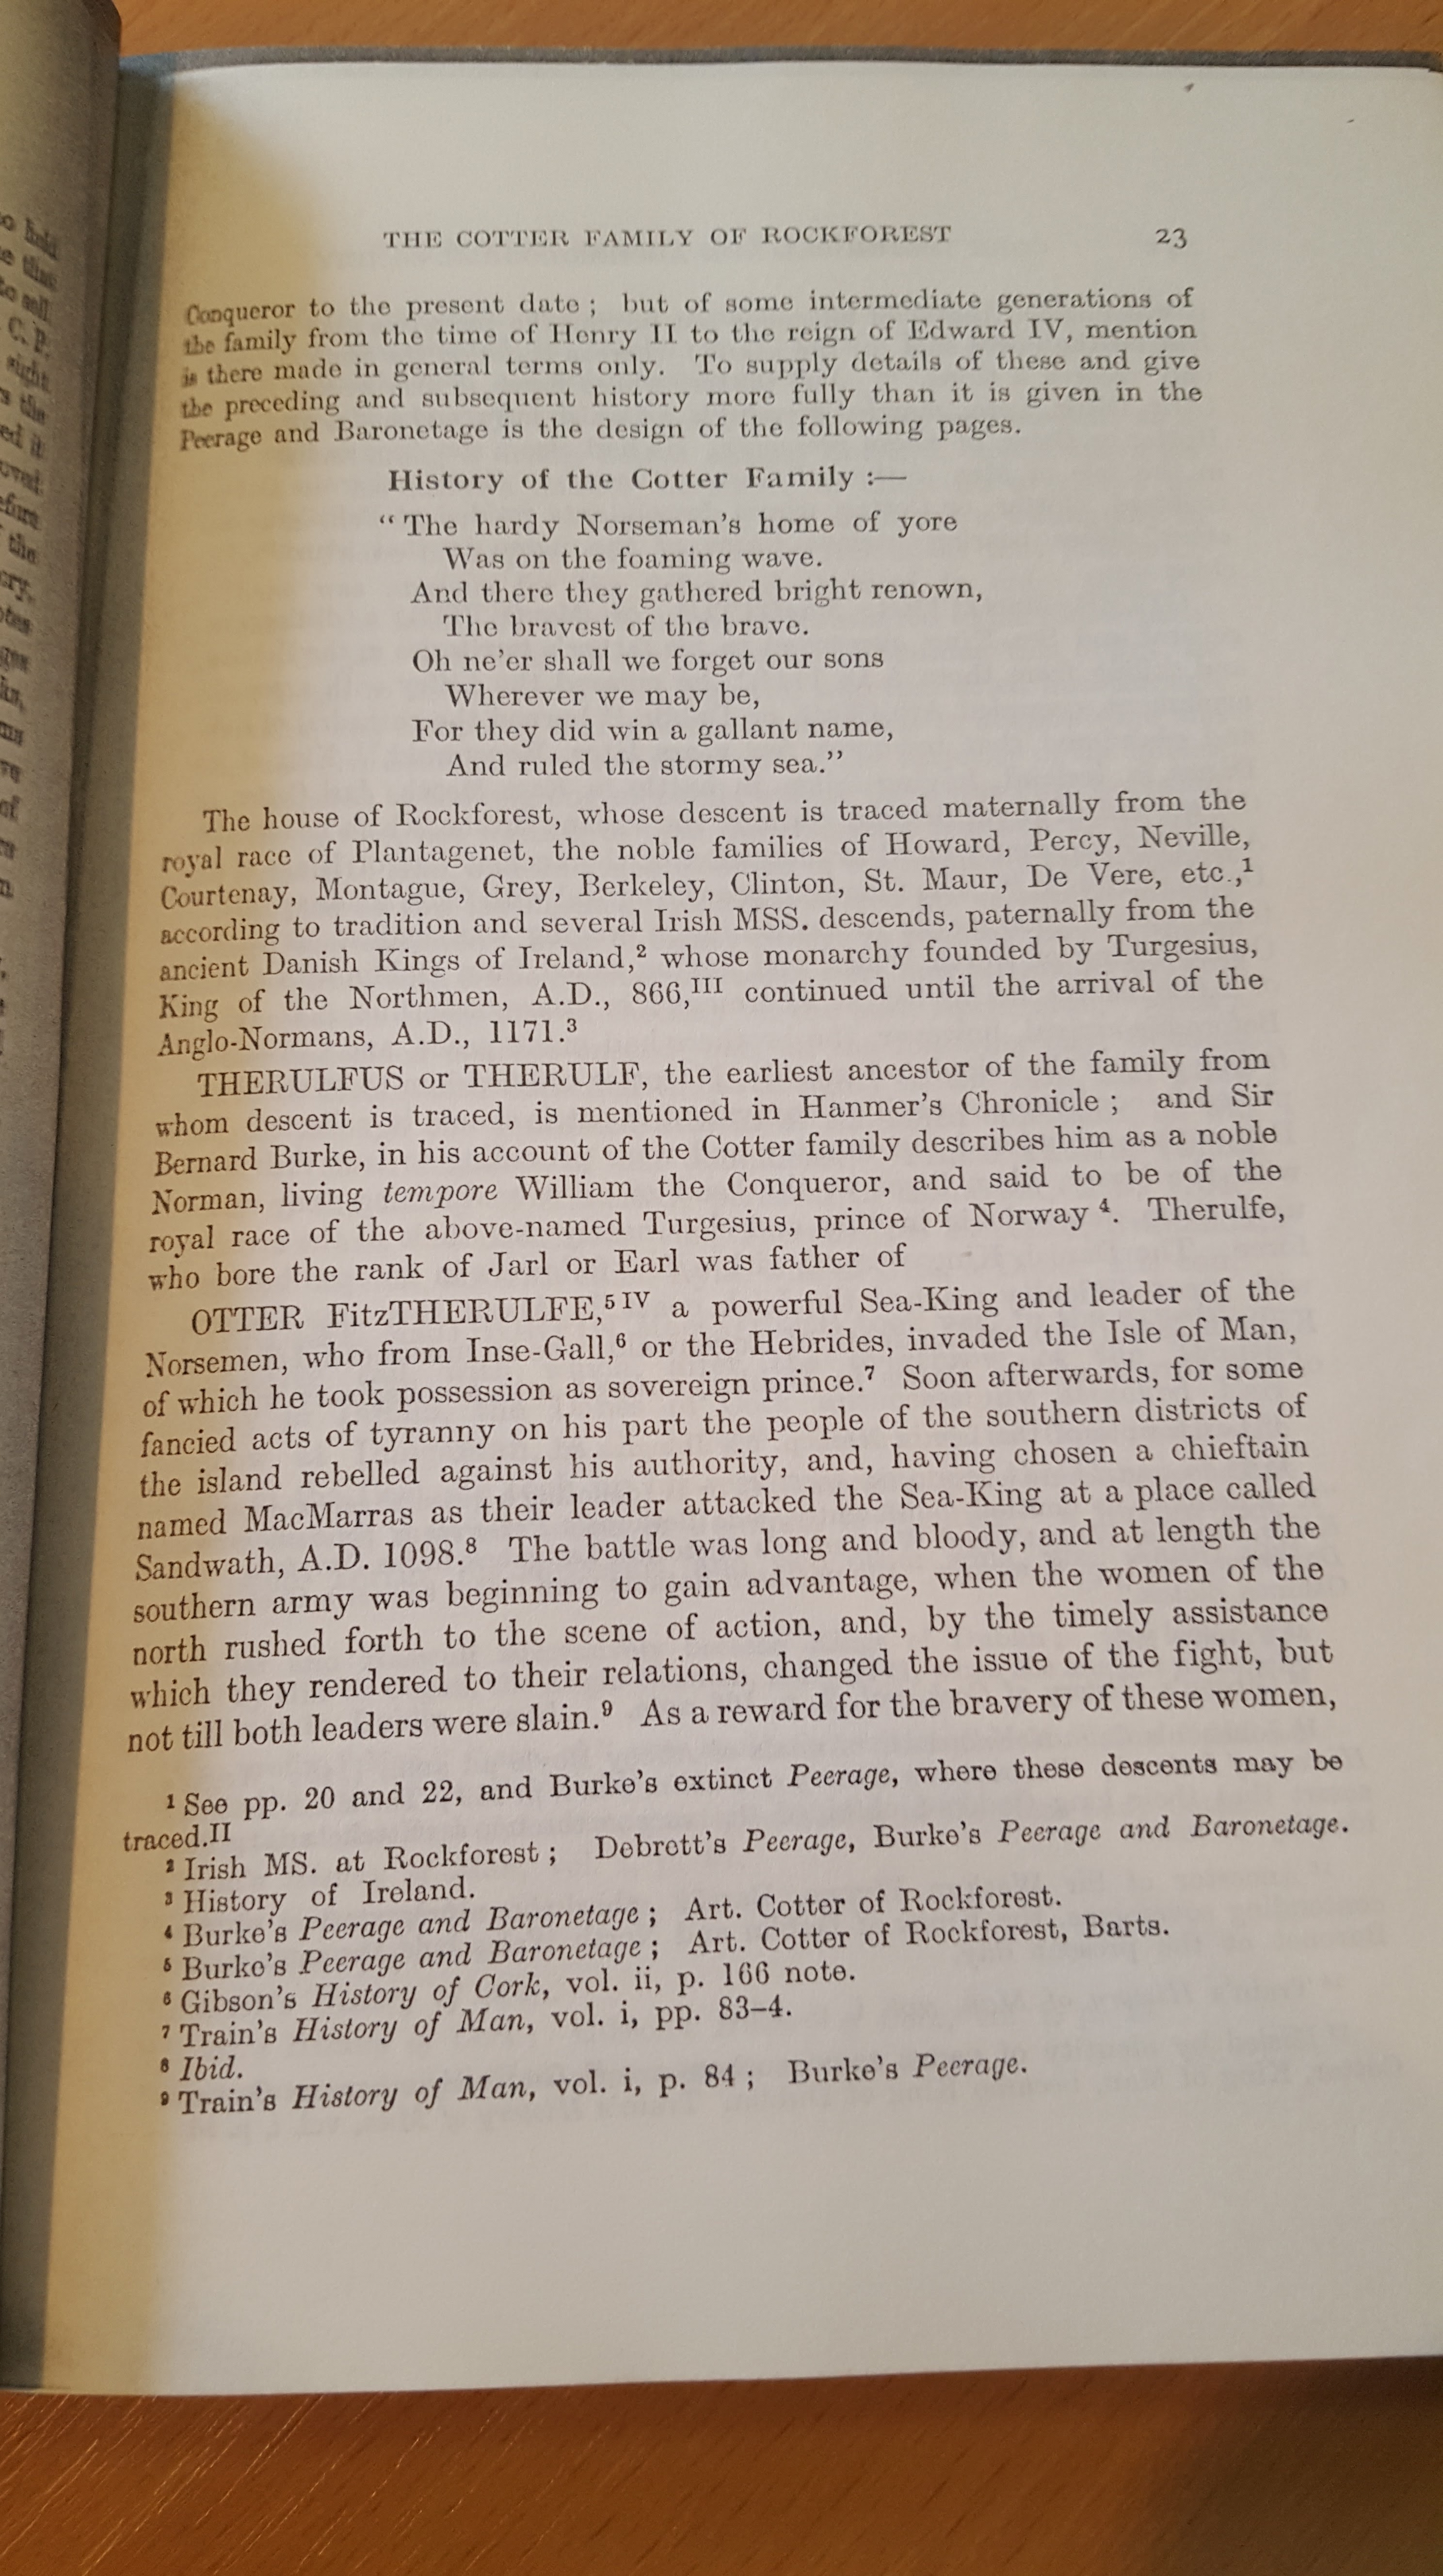 THE COTTER FAMILY OF ROCKFOREST 23
Conqueror to the present date ; but of some intermediate generations of
the family from the time of Henry II to the reign of Edward IV, mention
is there made in general terms only. To supply details of these and give
the preceding and subsequent history more fully than it is given in the
Peerage and Baronetage is the design of the following pages.
History of the Cotter Family :—
“ The hardy Norseman’s home of yore
Was on the foaming wave.
And there they gathered bright renown,
The bravest of the brave.
Oh ne’er shall we forget our sons
Wherever we may be,
For they did win a gallant name,
And ruled the stormy sea.”
The house of Rockforest, whose descent is traced maternally from the
royal race of Plantagenet, the noble families of Howard, Percy, Neville,
Courtenay, Montague, Grey, Berkeley, Clinton, St. Maur, De Vere, etc.,¹
according to tradition and several Irish MSS. descends, paternally from the
ancient Danish Kings of Ireland,² whose monarchy founded by Turgesius,
King of the Northmen, A.D., 866,III continued until the arrival of the
Anglo-Normans, A.D., 1171.³
THERULFUS or THERULF, the earliest ancestor of the family from
whom descent is traced, is mentioned in Hanmer’s Chronicle ; and Sir
Bernard Burke, in his account of the Cotter family describes him as a noble
Norman, living tempore William the Conqueror, and said to be of the
royal race of the above-named Turgesius, prince of Norway ⁴. Therulfe,
who bore the rank of Jarl or Earl was father of
OTTER FitzTHERULFE,⁵ IV a powerful Sea-King and leader of the
Norsemen, who from Inse-Gall,⁶ or the Hebrides, invaded the Isle of Man,
of which he took possession as sovereign prince.⁷ Soon afterwards, for some
fancied acts of tyranny on his part the people of the southern districts of
the island rebelled against his authority, and, having chosen a chieftain
named MacMarras as their leader attacked the Sea-King at a place called
Sandwath, A.D. 1098.⁸ The battle was long and bloody, and at length the
southern army was beginning to gain advantage, when the women of the
north rushed forth to the scene of action, and, by the timely assistance
which they rendered to their relations, changed the issue of the fight, but
not till both leaders were slain.⁹ As a reward for the bravery of these women,
¹ See pp. 20 and 22, and Burke’s extinct Peerage, where these descents may be
traced.II
² Irish MS. at Rockforest ; Debrett’s Peerage, Burke’s Peerage and Baronetage.
³ History of Ireland.
⁴ Burke’s Peerage and Baronetage ; Art. Cotter of Rockforest.
⁵ Burke’s Peerage and Baronetage ; Art. Cotter of Rockforest, Barts.
⁶ Gibson’s History of Cork, vol. ii, p. 166 note.
⁷ Train’s History of Man, vol. i, pp. 83–4.
⁸ Ibid.
⁹ Train’s History of Man, vol. i, p. 84 ; Burke’s Peerage.